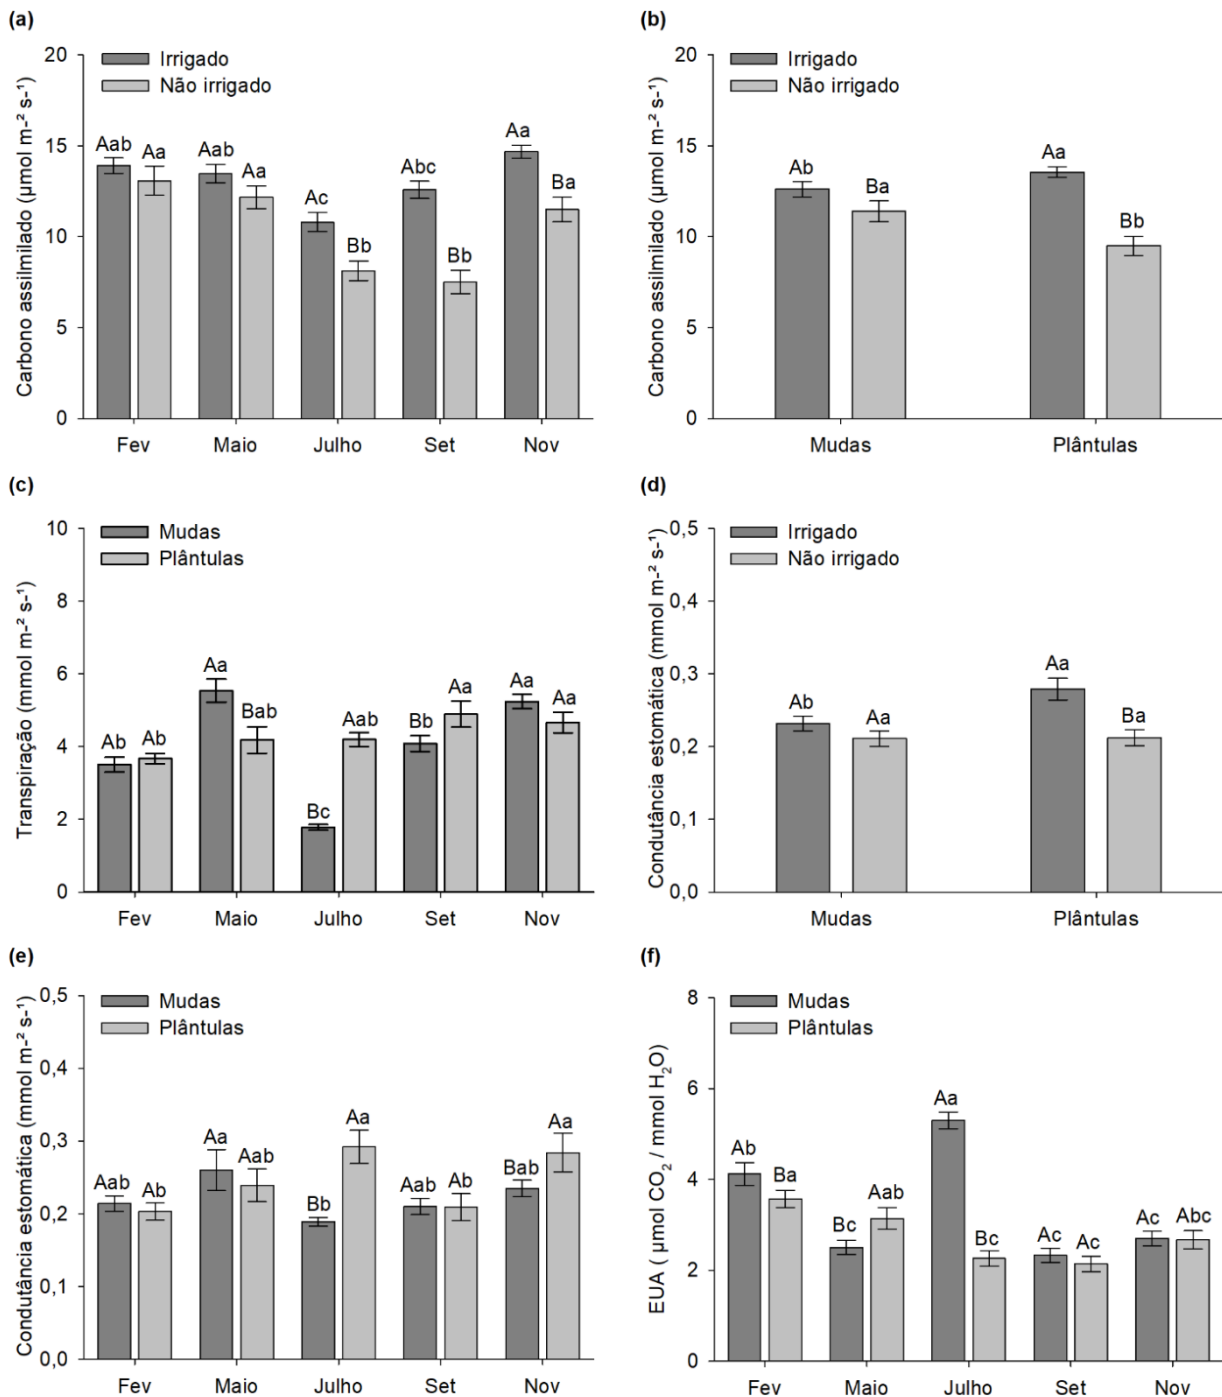 (a)
Carbono assilmilado (µmol m-² s-¹)
20
15
10
5
0
Irrigado
Não irrigado
Aab
Aa
Aab
Aa
Ac
Bb
Abc
Bb
Aa
Ba
Fev Maio Julho Set Nov
(b)
Carbono assilmilado (µmol m-² s-¹)
20
15
10
5
0
Irrigado
Não irrigado
Ab
Ba
Aa
Bb
Mudas Plântulas
(c)
Transpiração (mmol m-² s-¹)
10
8
6
4
2
0
Mudas
Plântulas
Ab
Ab
Aa
Bab
Bc
Aab
Bb
Aa
Aa
Aa
Fev Maio Julho Set Nov
(d)
Condutância estomática (mmol m-² s-¹)
0,5
0,4
0,3
0,2
0,1
0,0
Irrigado
Não irrigado
Ab
Aa
Aa
Ba
Mudas Plântulas
(e)
Condutância estomática (mmol m-² s-¹)
0,5
0,4
0,3
0,2
0,1
0,0
Mudas
Plântulas
Aab
Ab
Aa
Aab
Bb
Aa
Aab
Ab
Bab
Aa
Fev Maio Julho Set Nov
(f)
EUA ( µmol CO₂ / mmol H₂O)
8
6
4
2
0
Mudas
Plântulas
Ab
Ba
Bc
Aab
Aa
Bc
Ac
Ac
Ac
Abc
Fev Maio Julho Set Nov